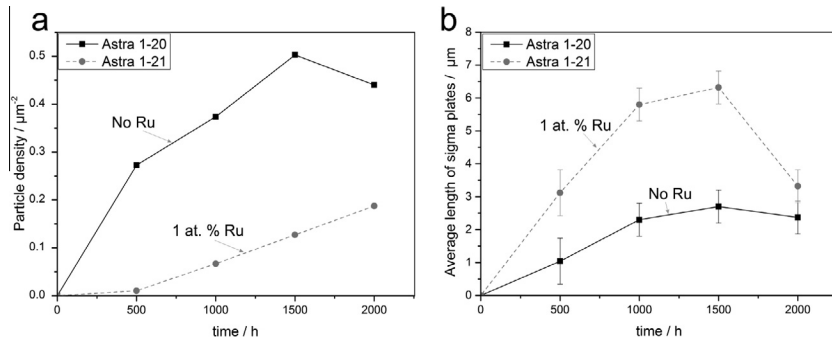 a
Astra 1-20
Astra 1-21
No Ru
1 at. % Ru
Particle density / µm-2
0.5
0.4
0.3
0.2
0.1
0.0
0 500 1000 1500 2000
time / h
b
Astra 1-20
Astra 1-21
1 at. % Ru
No Ru
Average length of sigma plates / µm
8
7
6
5
4
3
2
1
0
0 500 1000 1500 2000
time / h